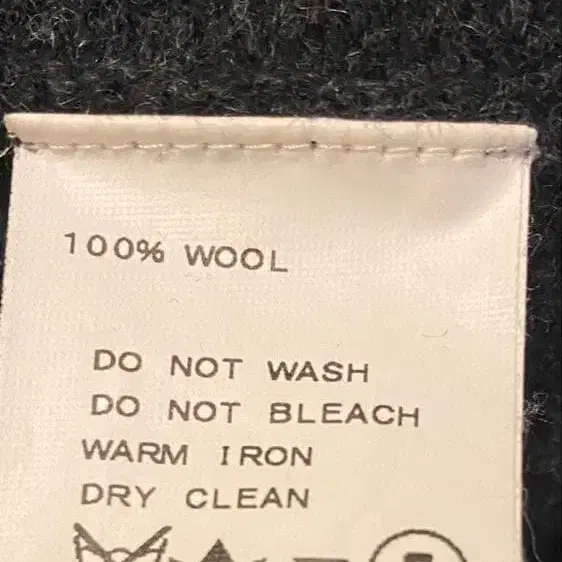 100% WOOL
DO NOT WASH
DO NOT BLEACH
WARM IRON
DRY CLEAN